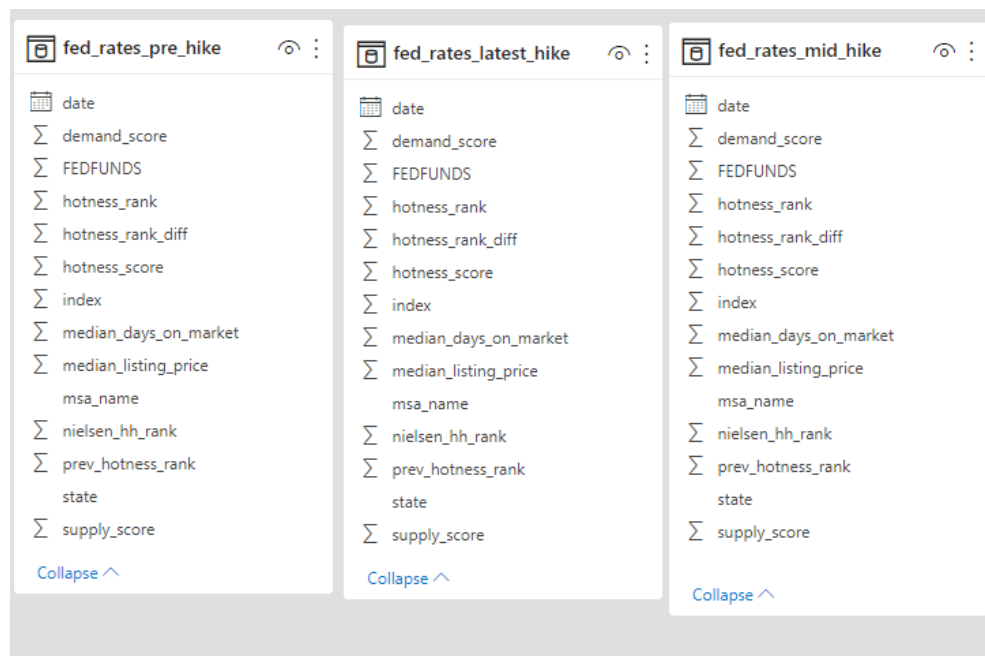 fed_rates_pre_hike
date
demand_score
FEDFUNDS
hotness_rank
hotness_rank_diff
hotness_score
index
median_days_on_market
median_listing_price
msa_name
nielsen_hh_rank
prev_hotness_rank
state
supply_score
Collapse
fed_rates_latest_hike
date
demand_score
FEDFUNDS
hotness_rank
hotness_rank_diff
hotness_score
index
median_days_on_market
median_listing_price
msa_name
nielsen_hh_rank
prev_hotness_rank
state
supply_score
Collapse
fed_rates_mid_hike
date
demand_score
FEDFUNDS
hotness_rank
hotness_rank_diff
hotness_score
index
median_days_on_market
median_listing_price
msa_name
nielsen_hh_rank
prev_hotness_rank
state
supply_score
Collapse